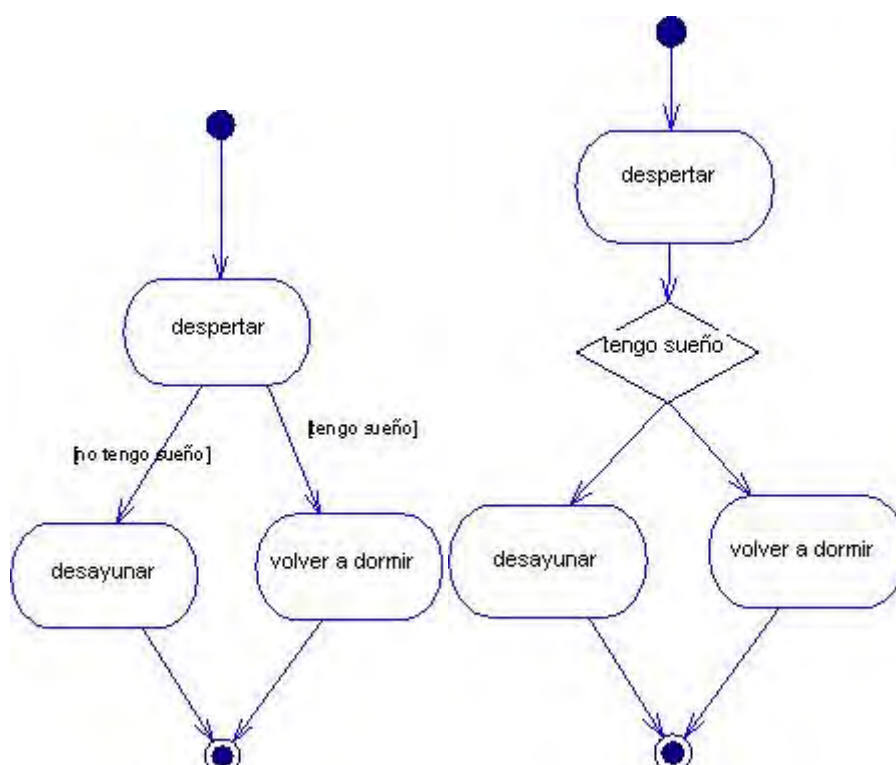 despertar
[no tengo sueño]
[tengo sueño]
desayunar
volver a dormir
despertar
tengo sueño
desayunar
volver a dormir